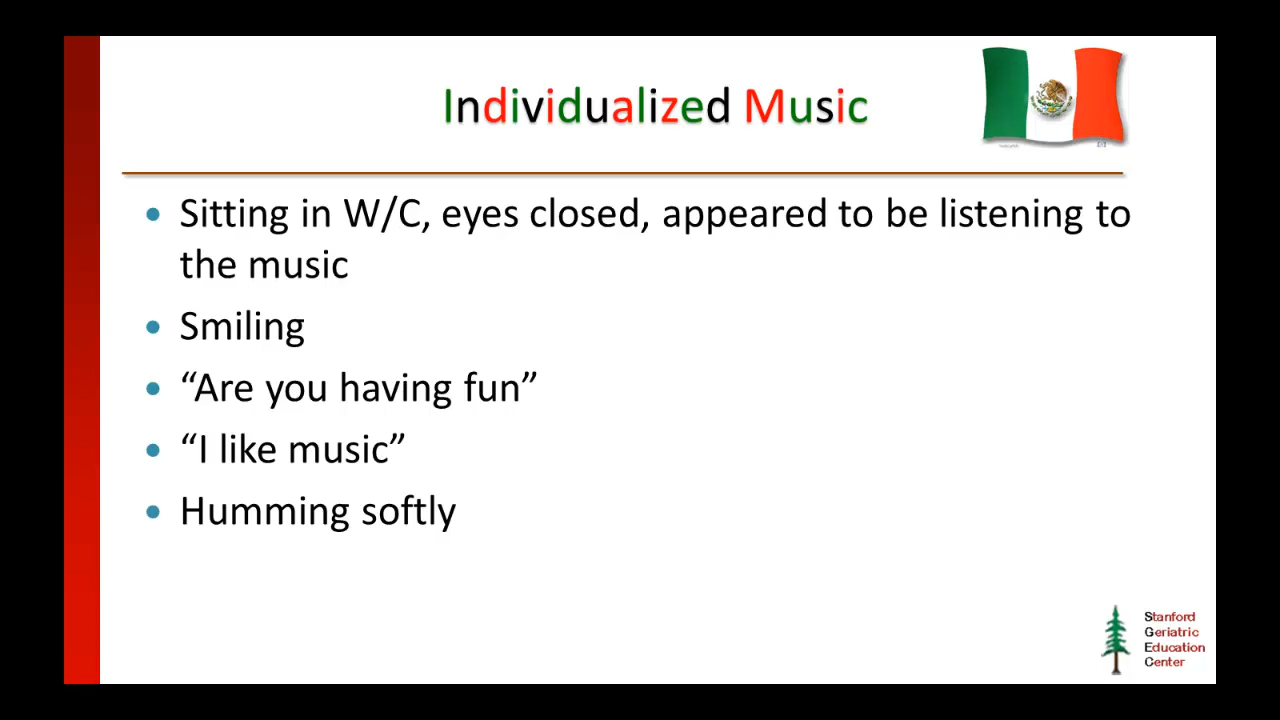 Individualized Music
• Sitting in W/C, eyes closed, appeared to be listening to
the music
• Smiling
• “Are you having fun”
• “I like music”
• Humming softly
Stanford
Geriatric
Education
Center